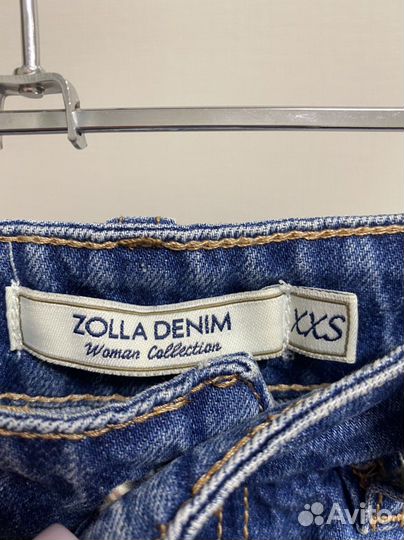 ZOLLA DENIM
Woman Collection
XXS
Avito